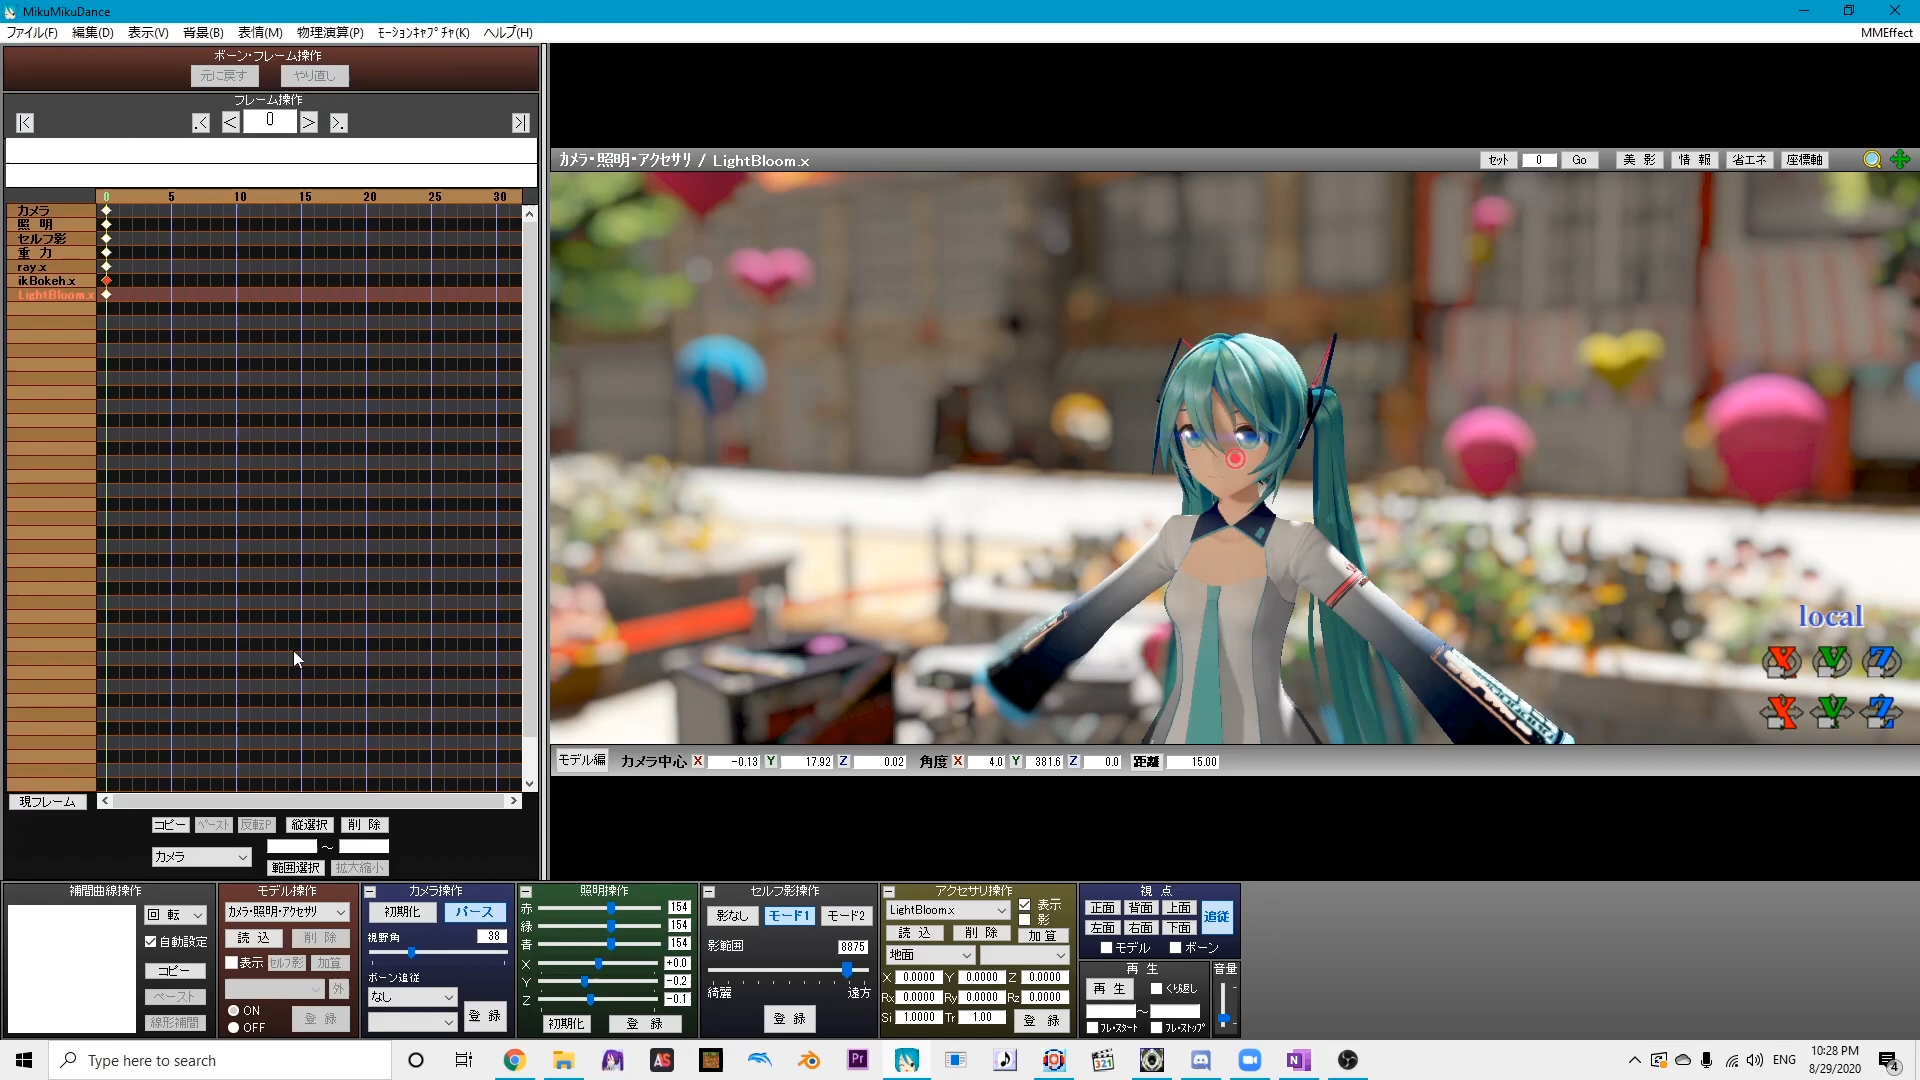 MikuMikuDance
ファイル(F) 編集(D) 表示(V) 背景(B) 表情(M) 物理演算(P) ﾓｰｼｮﾝｷｬﾌﾟﾁｬ(K) ヘルプ(H) MMEffect
ボーン・フレーム操作
元に戻す やり直し
フレーム操作
|< .< < 0 > >. >|
カメラ・照明・アクセサリ / LightBloom.x ｾｯﾄ 0 Go 美 影 情 報 省エネ 座標軸
0 5 10 15 20 25 30
カメラ
照 明
セルフ影
重 力
ray.x
ikBokeh.x
LightBloom.x
local
X Y Z
X Y Z
モデル編 カメラ中心 X -0.13 Y 17.92 Z 0.02 角度 X 4.0 Y 381.6 Z 0.0 距離 15.00
現フレーム
コピー ﾍﾟｰｽﾄ 反転P 縦選択 削 除
カメラ ～
範囲選択 拡大縮小
補間曲線操作
回 転
自動設定
コピー
ペースト
線形補間
モデル操作
ｶﾒﾗ･照明･ｱｸｾｻﾘ
読 込 削 除
表示 ｾﾙﾌ影 加算
外
ON
OFF
登 録
カメラ操作
初期化 パース
視野角 38
ボーン追従
なし
登 録
照明操作
赤 154
緑 154
青 154
X +0.0
Y -0.2
Z -0.1
初期化 登 録
セルフ影操作
影なし モード1 モード2
影範囲 8875
綺麗 遠方
登 録
アクセサリ操作
LightBloom.x 表示
影
読 込 削 除 加 算
地面
X 0.0000 Y 0.0000 Z 0.0000
Rx 0.0000 Ry 0.0000 Rz 0.0000
Si 1.0000 Tr 1.00 登 録
視 点
正面 背面 上面 追従
左面 右面 下面
モデル ボーン
再 生 音量
再 生 くり返し
～
ﾌﾚ･ｽﾀｰﾄ ﾌﾚ･ｽﾄｯﾌﾟ
Type here to search
AS
Pr
321
N
ENG
10:28 PM
8/29/2020
4